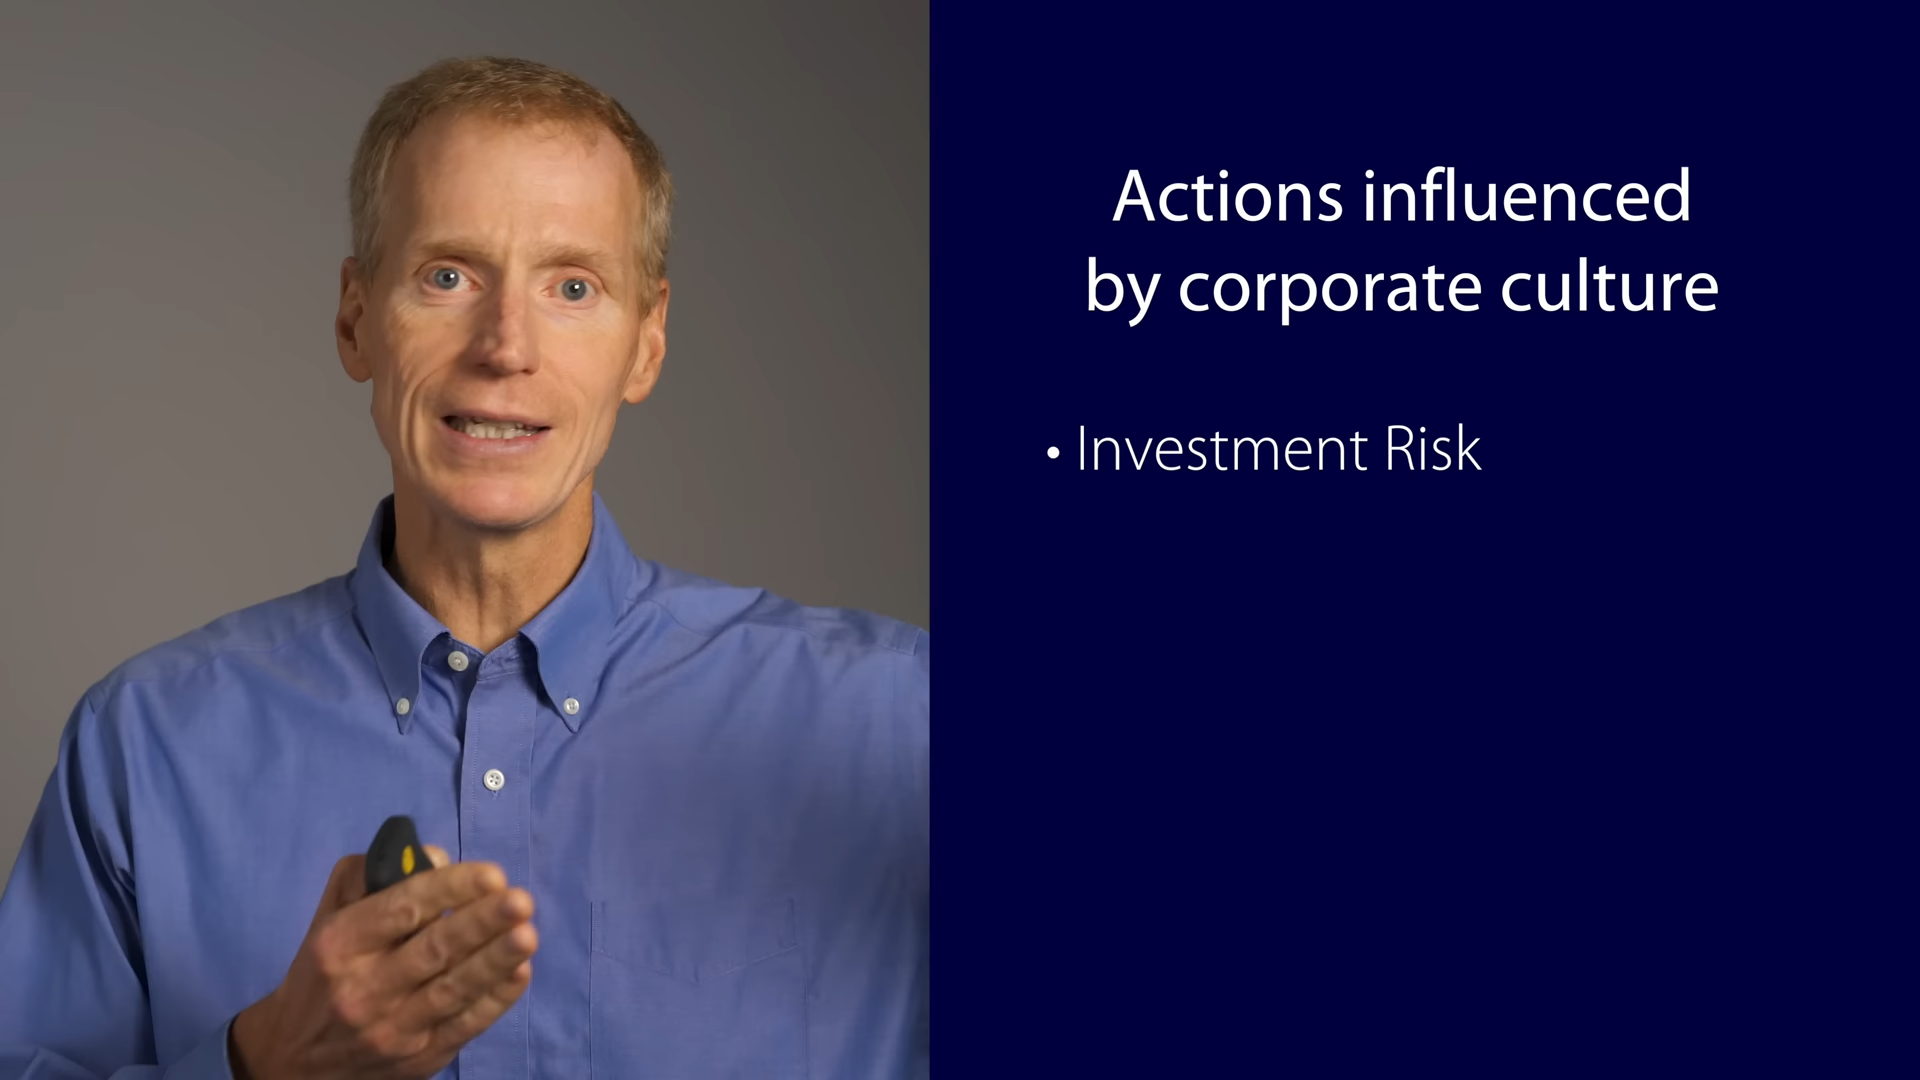 Actions influenced
by corporate culture
• Investment Risk